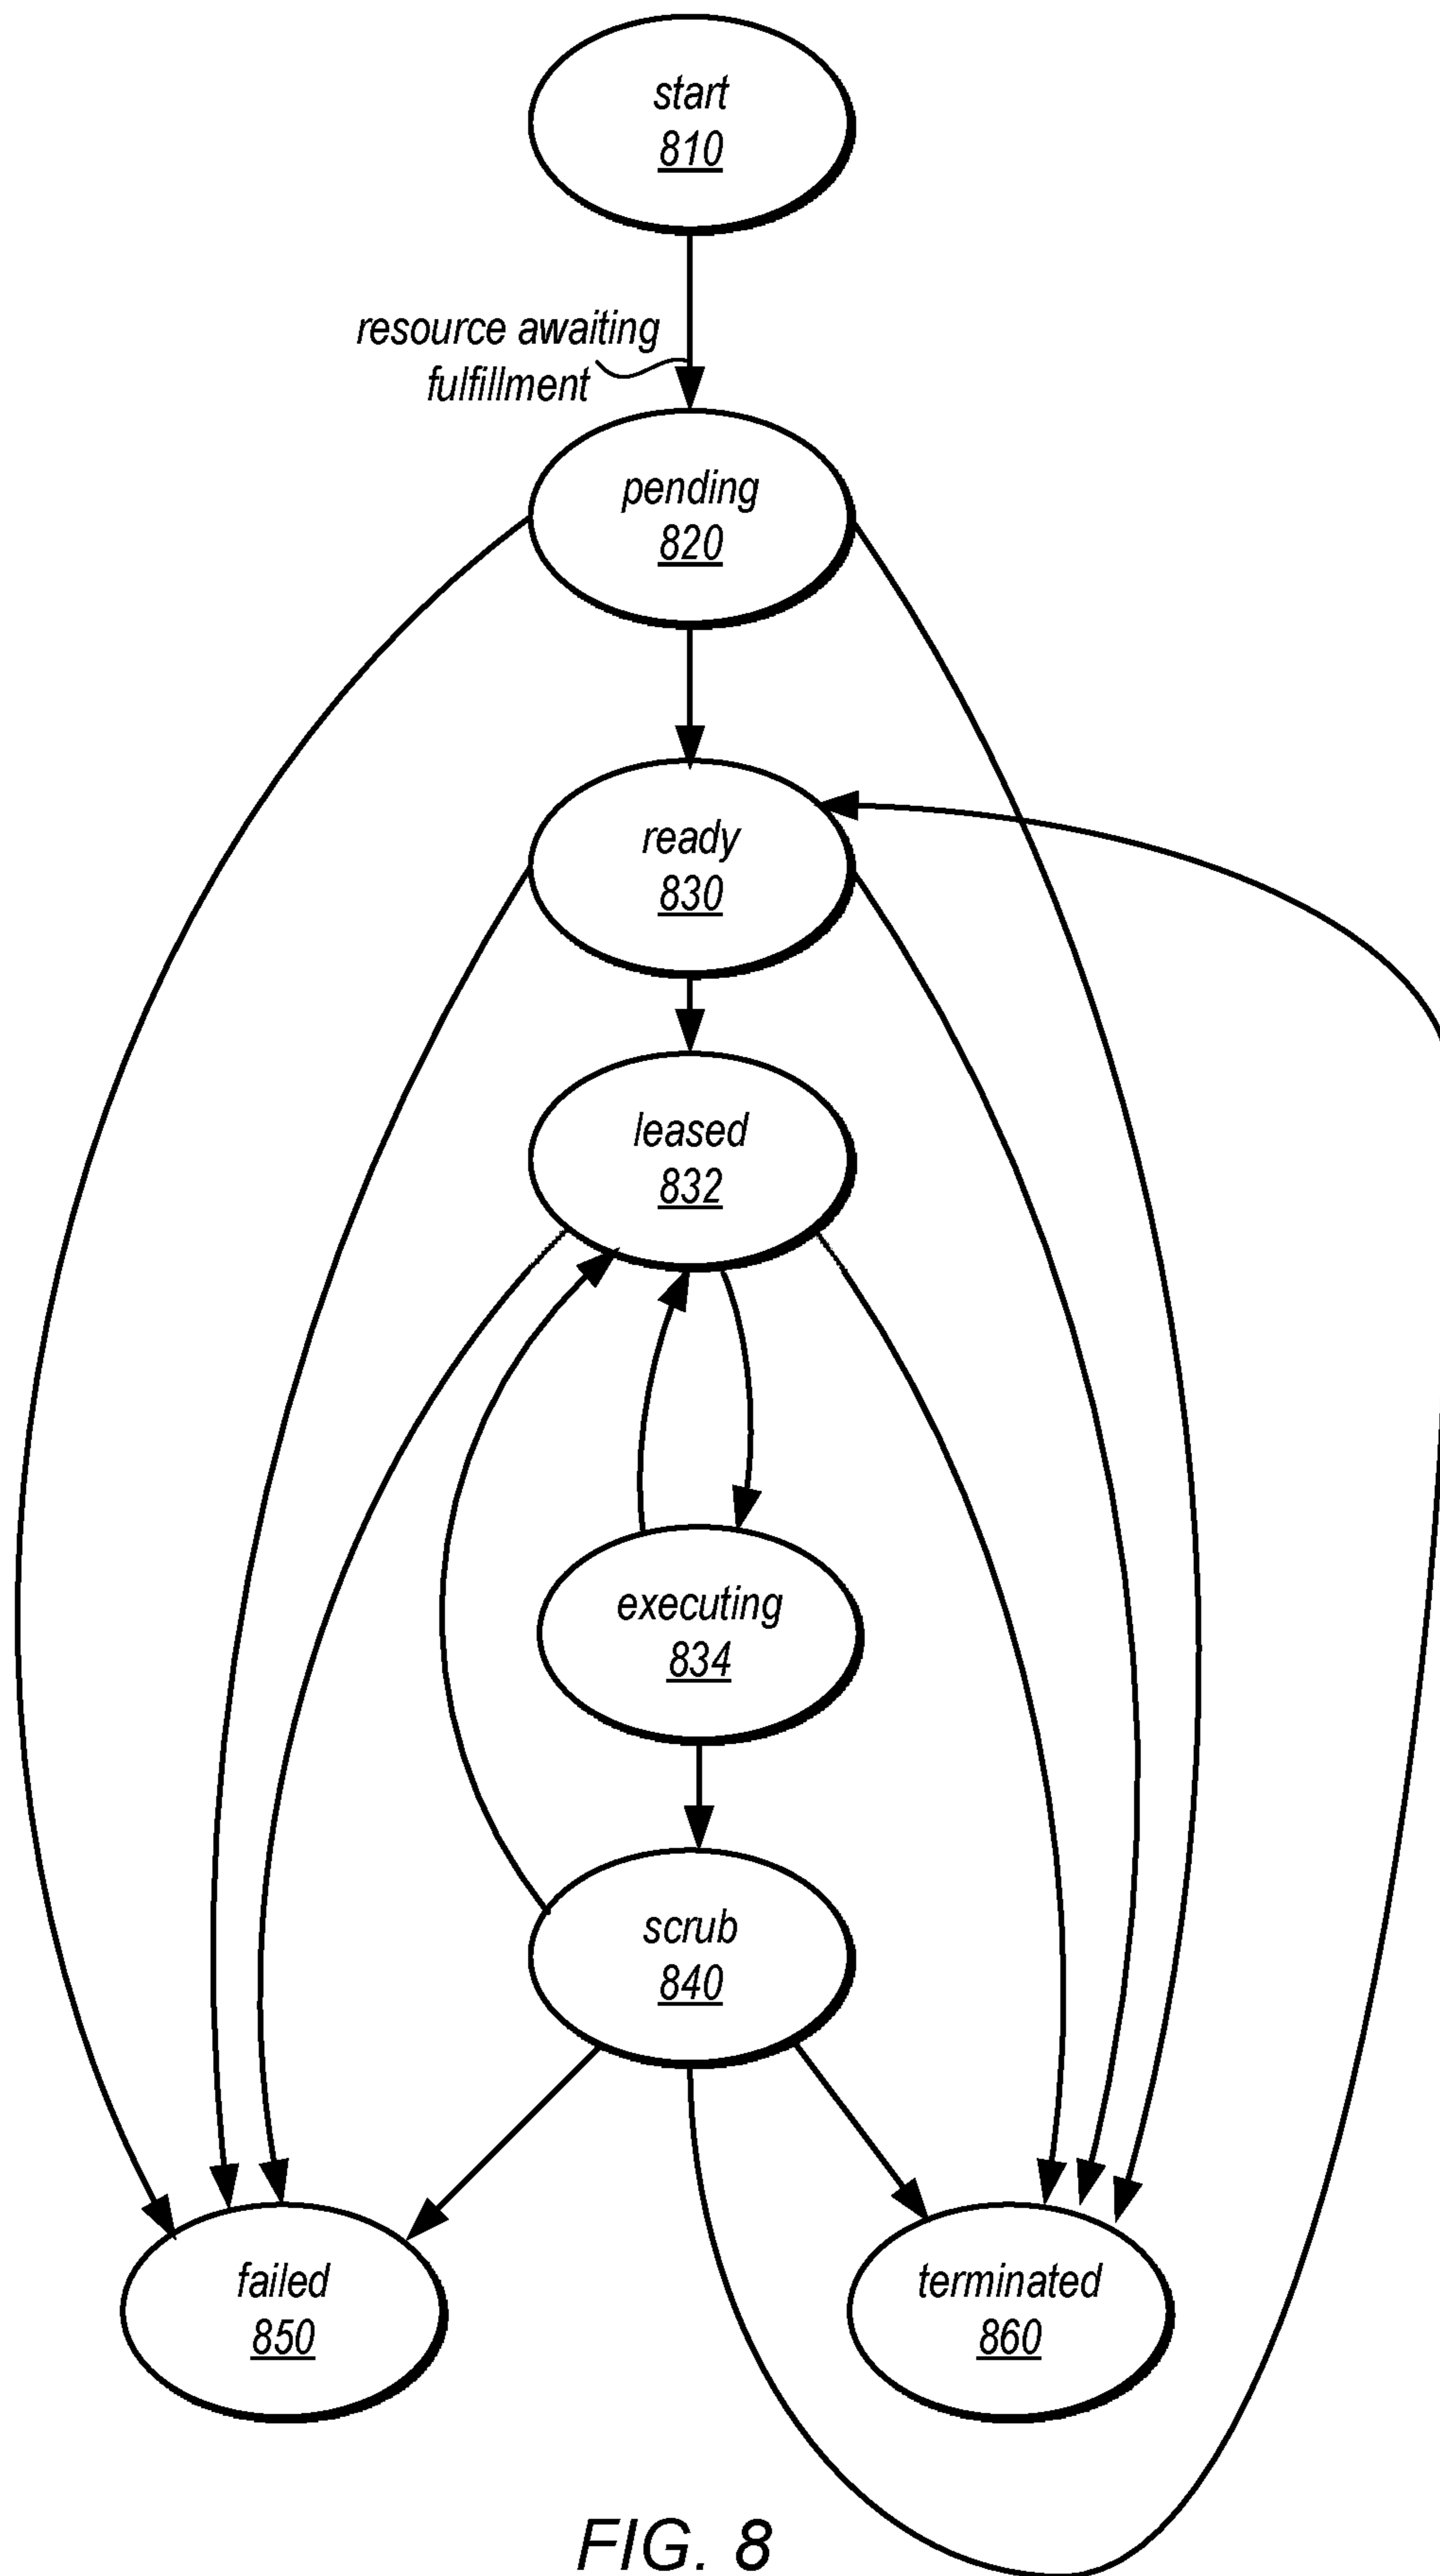 start
810
resource awaiting
fulfillment
pending
820
ready
830
leased
832
executing
834
scrub
840
failed
850
terminated
860
FIG. 8